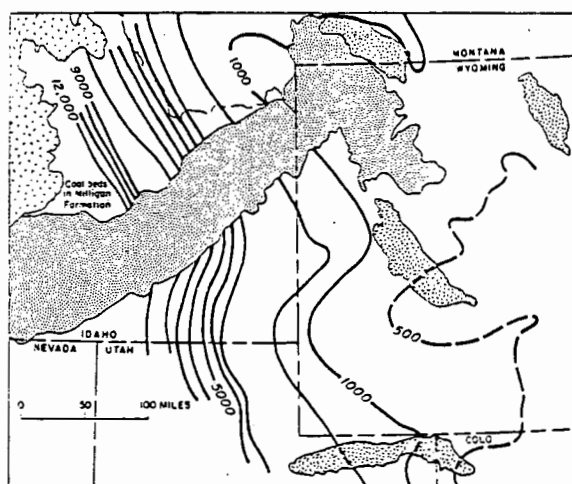 MONTANA
WYOMING
9000
12,000
1000
Coal beds
in Milligan
Formation
500
IDAHO
NEVADA
UTAH
5000
1000
0 50 100 MILES
COLO